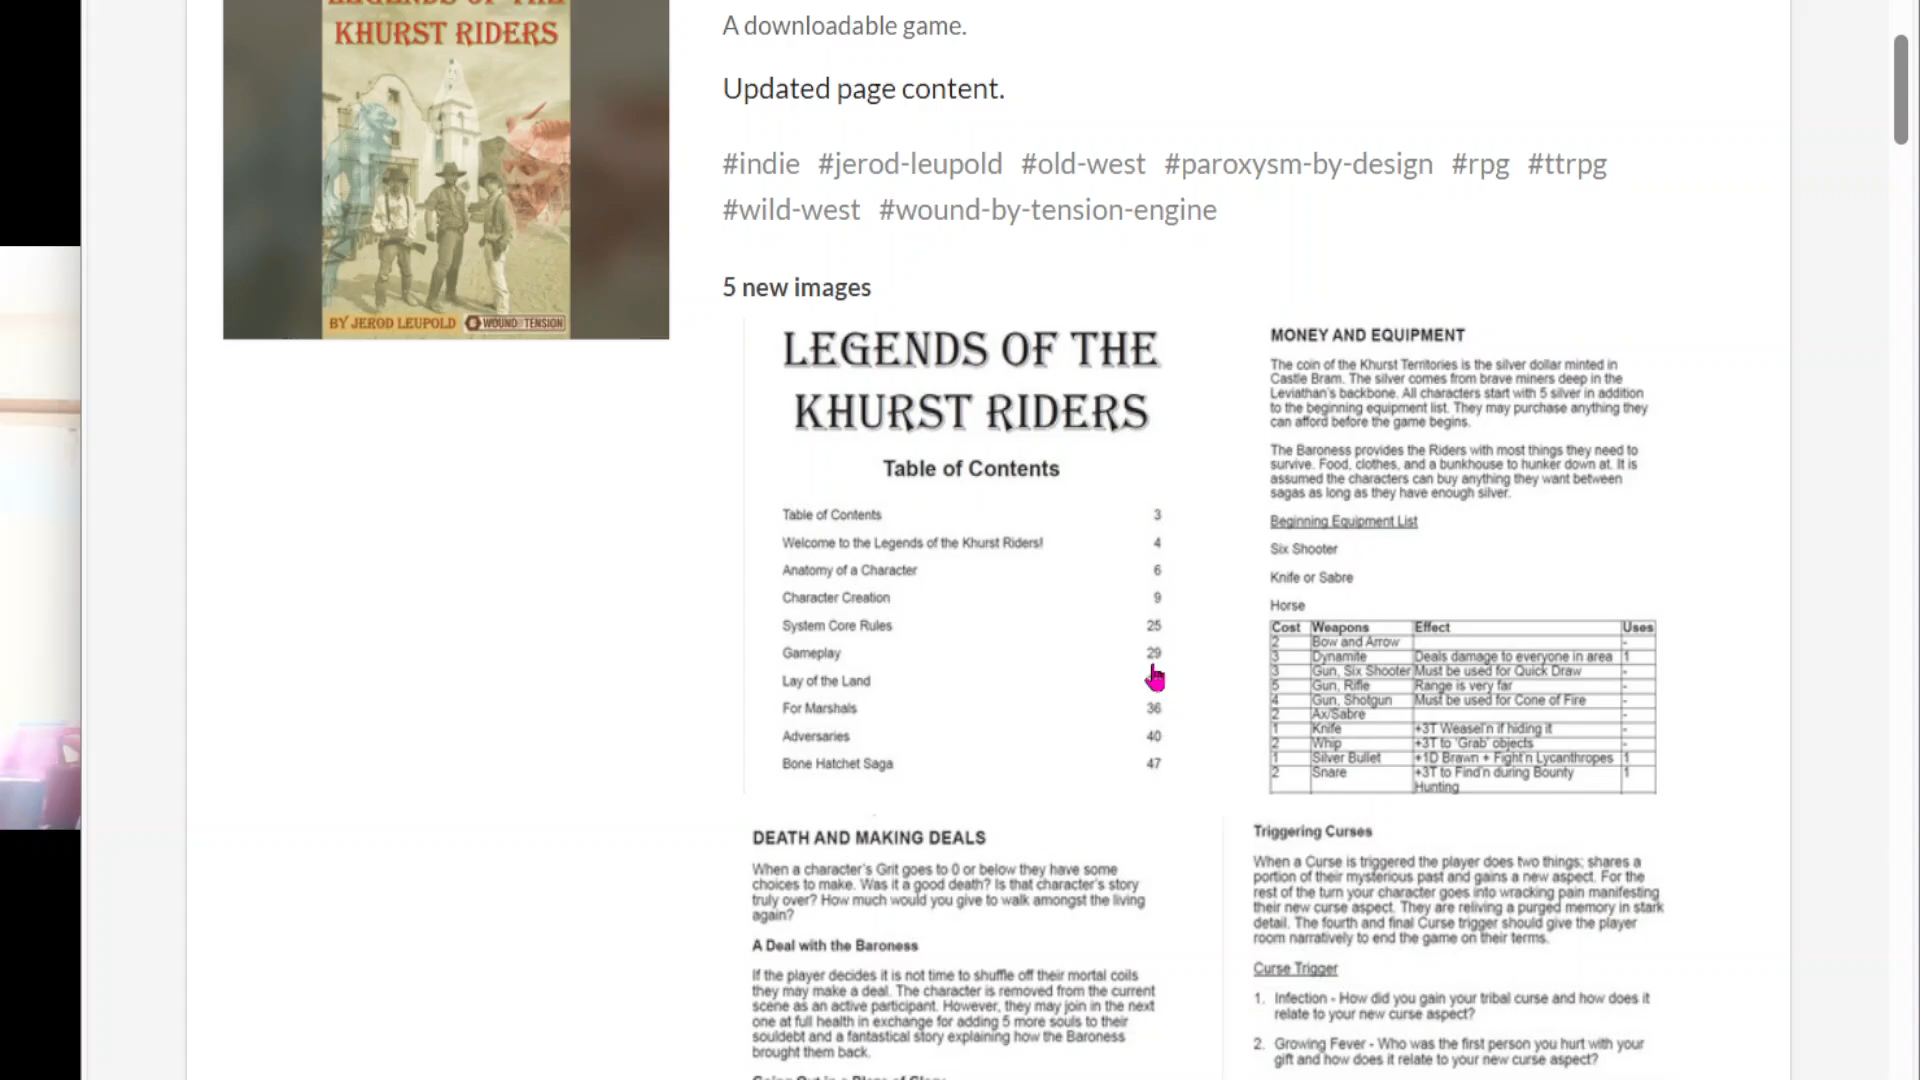 LEGENDS OF THE
KHURST RIDERS
BY JEROD LEUPOLD
WOUND TENSION
A downloadable game.
Updated page content.
#indie #jerod-leupold #old-west #paroxysm-by-design #rpg #ttrpg
#wild-west #wound-by-tension-engine
5 new images
LEGENDS OF THE
KHURST RIDERS
Table of Contents
Table of Contents 3
Welcome to the Legends of the Khurst Riders! 4
Anatomy of a Character 6
Character Creation 9
System Core Rules 25
Gameplay 29
Lay of the Land
For Marshals 36
Adversaries 40
Bone Hatchet Saga 47
MONEY AND EQUIPMENT
The coin of the Khurst Territories is the silver dollar minted in
Castle Bram. The silver comes from brave miners deep in the
Leviathan's backbone. All characters start with 5 silver in addition
to the beginning equipment list. They may purchase anything they
can afford before the game begins.
The Baroness provides the Riders with most things they need to
survive. Food, clothes, and a bunkhouse to hunker down at. It is
assumed the characters can buy anything they want between
sagas as long as they have enough silver.
Beginning Equipment List
Six Shooter
Knife or Sabre
Horse
Cost Weapons Effect Uses
2 Bow and Arrow -
3 Dynamite Deals damage to everyone in area 1
3 Gun, Six Shooter Must be used for Quick Draw -
5 Gun, Rifle Range is very far -
4 Gun, Shotgun Must be used for Cone of Fire -
2 Ax/Sabre -
1 Knife +3T Weasel'n if hiding it -
2 Whip +3T to 'Grab' objects -
1 Silver Bullet +1D Brawn + Fight'n Lycanthropes 1
2 Snare +3T to Find'n during Bounty 1
Hunting
DEATH AND MAKING DEALS
When a character's Grit goes to 0 or below they have some
choices to make. Was it a good death? Is that character's story
truly over? How much would you give to walk amongst the living
again?
A Deal with the Baroness
If the player decides it is not time to shuffle off their mortal coils
they may make a deal. The character is removed from the current
scene as an active participant. However, they may join in the next
one at full health in exchange for adding 5 more souls to their
souldebt and a fantastical story explaining how the Baroness
brought them back.
Triggering Curses
When a Curse is triggered the player does two things; shares a
portion of their mysterious past and gains a new aspect. For the
rest of the turn your character goes into wracking pain manifesting
their new curse aspect. They are reliving a purged memory in stark
detail. The fourth and final Curse trigger should give the player
room narratively to end the game on their terms.
Curse Trigger
1. Infection - How did you gain your tribal curse and how does it
relate to your new curse aspect?
2. Growing Fever - Who was the first person you hurt with your
gift and how does it relate to your new curse aspect?